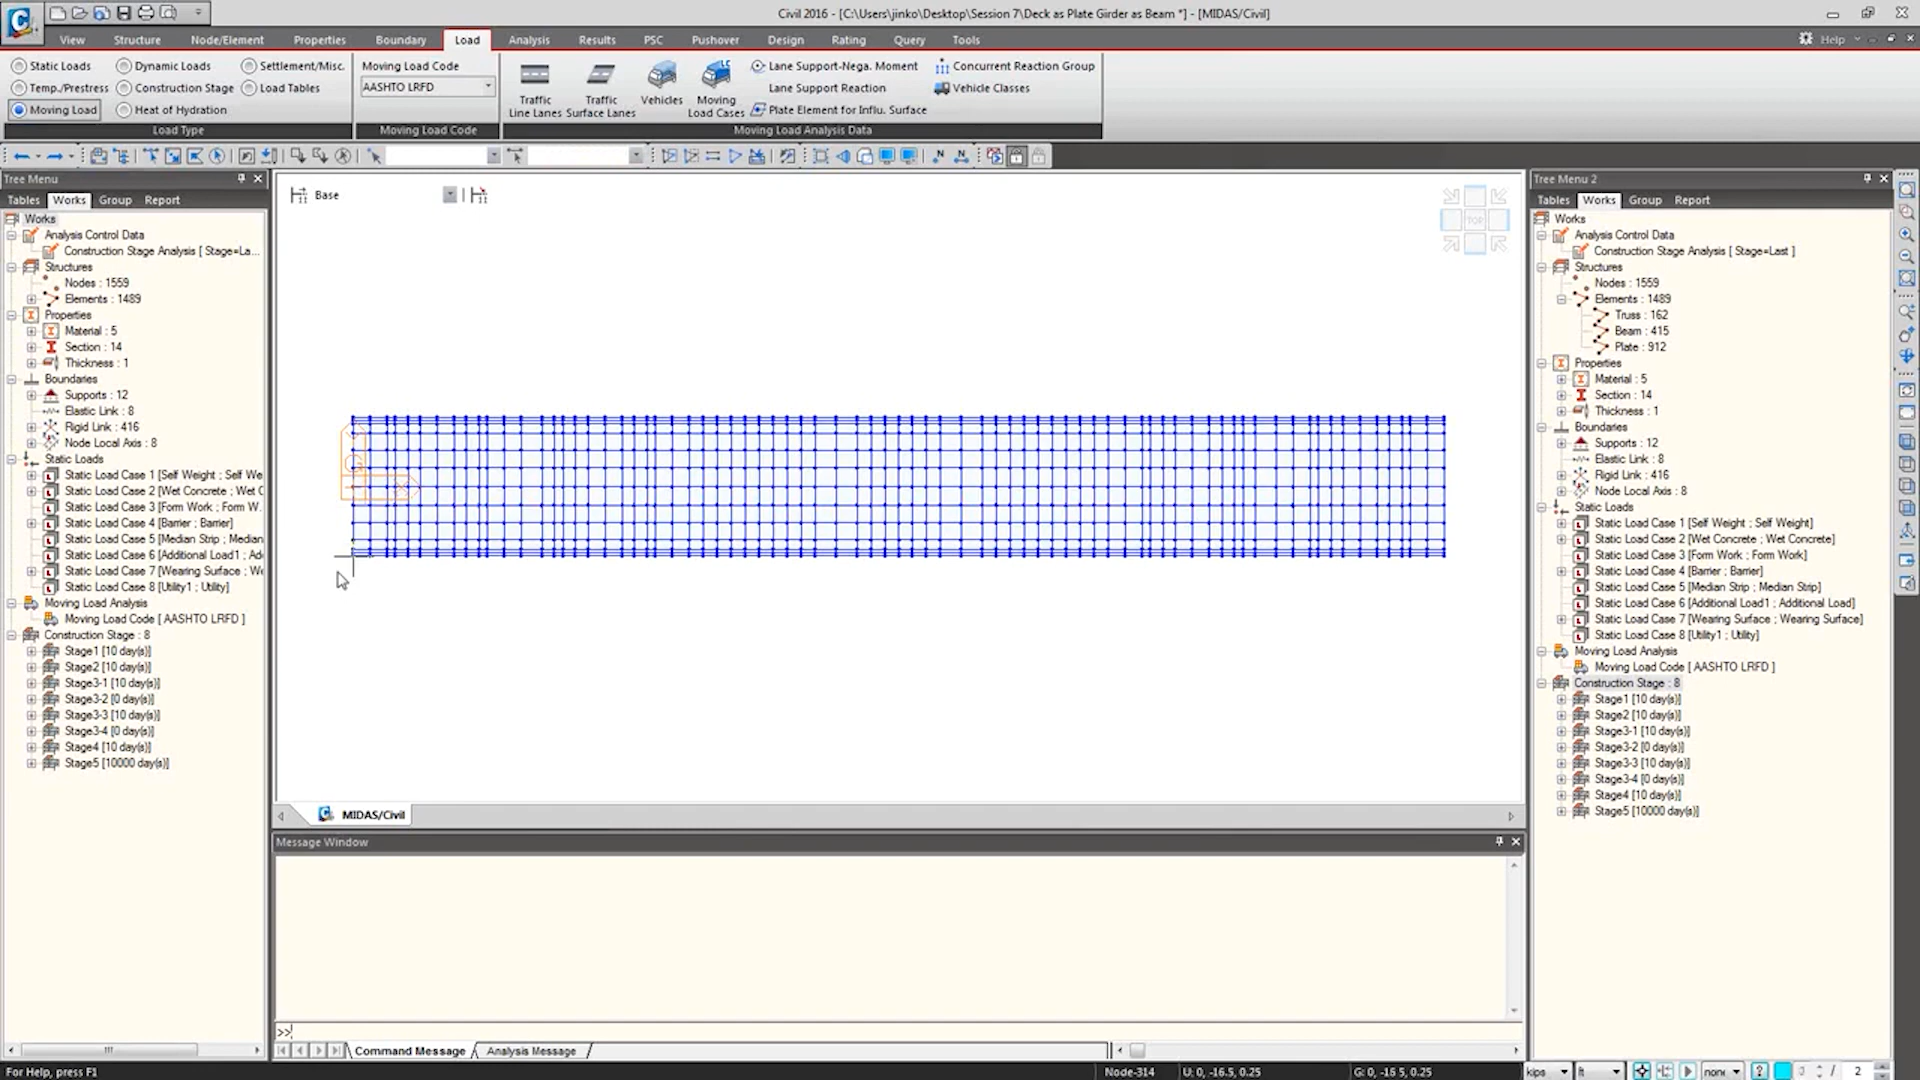 Civil 2016 - [C:\Users\jinko\Desktop\Session 7\Deck as Plate Girder as Beam *] - [MIDAS/Civil]
View Structure Node/Element Properties Boundary Load Analysis Results PSC Pushover Design Rating Query Tools Help
Static Loads Dynamic Loads Settlement/Misc.
Temp./Prestress Construction Stage Load Tables
Moving Load Heat of Hydration
Load Type
Moving Load Code
AASHTO LRFD
Moving Load Code
Traffic Line Lanes
Traffic Surface Lanes
Vehicles
Moving Load Cases
Lane Support-Nega. Moment
Lane Support Reaction
Plate Element for Influ. Surface
Concurrent Reaction Group
Vehicle Classes
Moving Load Analysis Data
Tree Menu
Tables Works Group Report
Works
Analysis Control Data
Construction Stage Analysis [ Stage=La...
Structures
Nodes : 1559
Elements : 1489
Properties
Material : 5
Section : 14
Thickness : 1
Boundaries
Supports : 12
Elastic Link : 8
Rigid Link : 416
Node Local Axis : 8
Static Loads
Static Load Case 1 [Self Weight ; Self We
Static Load Case 2 [Wet Concrete ; Wet C
Static Load Case 3 [Form Work ; Form W.
Static Load Case 4 [Barrier ; Barrier]
Static Load Case 5 [Median Strip ; Median
Static Load Case 6 [Additional Load1 ; Ad
Static Load Case 7 [Wearing Surface ; We
Static Load Case 8 [Utility1 ; Utility]
Moving Load Analysis
Moving Load Code [ AASHTO LRFD ]
Construction Stage : 8
Stage1 [10 day(s)]
Stage2 [10 day(s)]
Stage3-1 [10 day(s)]
Stage3-2 [0 day(s)]
Stage3-3 [10 day(s)]
Stage3-4 [0 day(s)]
Stage4 [10 day(s)]
Stage5 [10000 day(s)]
Base
TOP
MIDAS/Civil
Message Window
>>
Command Message Analysis Message
Tree Menu 2
Tables Works Group Report
Works
Analysis Control Data
Construction Stage Analysis [ Stage=Last ]
Structures
Nodes : 1559
Elements : 1489
Truss : 162
Beam : 415
Plate : 912
Properties
Material : 5
Section : 14
Thickness : 1
Boundaries
Supports : 12
Elastic Link : 8
Rigid Link : 416
Node Local Axis : 8
Static Loads
Static Load Case 1 [Self Weight ; Self Weight]
Static Load Case 2 [Wet Concrete ; Wet Concrete]
Static Load Case 3 [Form Work ; Form Work]
Static Load Case 4 [Barrier ; Barrier]
Static Load Case 5 [Median Strip ; Median Strip]
Static Load Case 6 [Additional Load1 ; Additional Load]
Static Load Case 7 [Wearing Surface ; Wearing Surface]
Static Load Case 8 [Utility1 ; Utility]
Moving Load Analysis
Moving Load Code [ AASHTO LRFD ]
Construction Stage : 8
Stage1 [10 day(s)]
Stage2 [10 day(s)]
Stage3-1 [10 day(s)]
Stage3-2 [0 day(s)]
Stage3-3 [10 day(s)]
Stage3-4 [0 day(s)]
Stage4 [10 day(s)]
Stage5 [10000 day(s)]
For Help, press F1 Node-314 U: 0, -16.5, 0.25 G: 0, -16.5, 0.25 kips ft none / 2